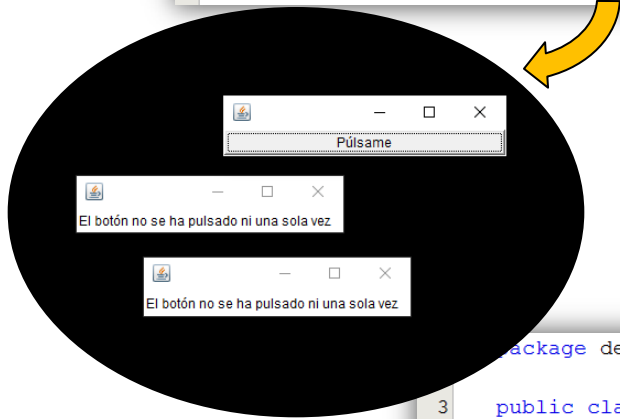 Púlsame
El botón no se ha pulsado ni una sola vez
El botón no se ha pulsado ni una sola vez
package de
3 public cla